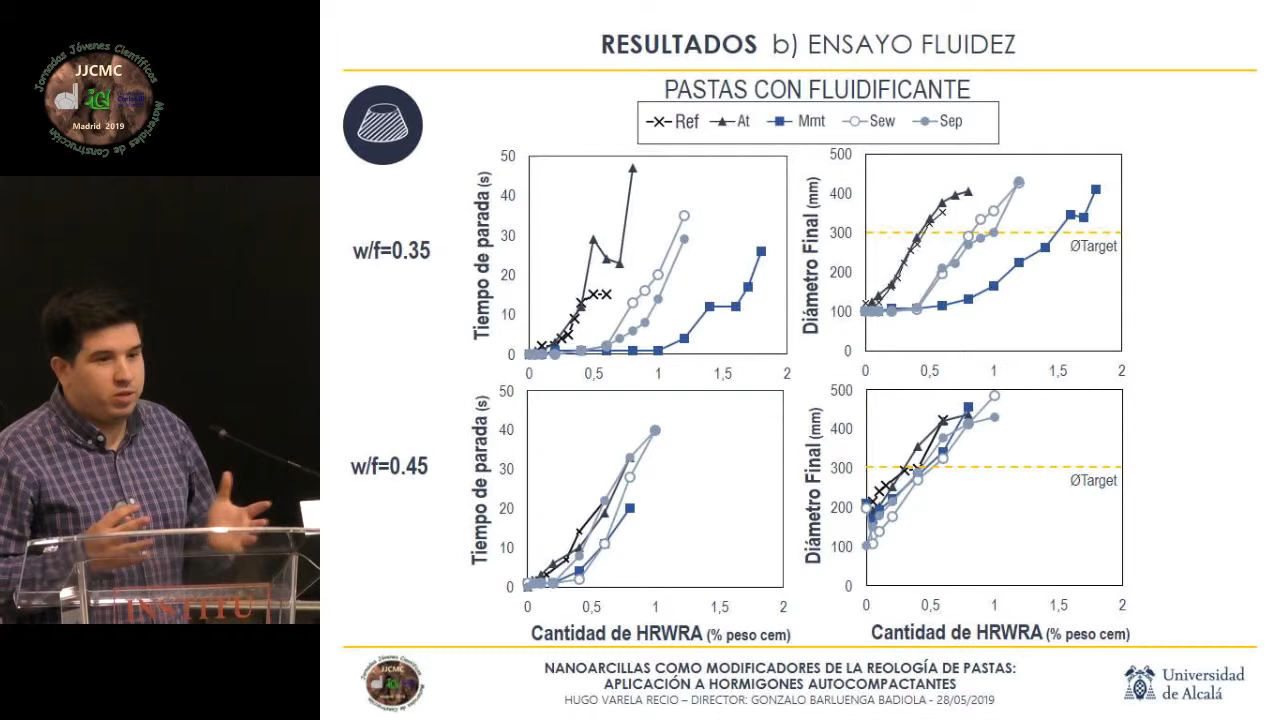 Jornadas Jóvenes Científicos
JJCMC
Madrid 2019
Materiales de Construcción
RESULTADOS b) ENSAYO FLUIDEZ
PASTAS CON FLUIDIFICANTE
Ref At Mmt Sew Sep
w/f=0.35
Tiempo de parada (s)
50
40
30
20
10
0
0 0,5 1 1,5 2
Diámetro Final (mm)
500
400
300
200
100
0
ØTarget
0 0,5 1 1,5 2
w/f=0.45
Tiempo de parada (s)
50
40
30
20
10
0
0 0,5 1 2
Cantidad de HRWRA (% peso cem)
Diámetro Final (mm)
500
400
300
200
100
0
ØTarget
0 0,5 1 1,5 2
Cantidad de HRWRA (% peso cem)
INSTITU
JJCMC
NANOARCILLAS COMO MODIFICADORES DE LA REOLOGÍA DE PASTAS:
APLICACIÓN A HORMIGONES AUTOCOMPACTANTES
HUGO VARELA RECIO – DIRECTOR: GONZALO BARLUENGA BADIOLA - 28/05/2019
Universidad
de Alcalá